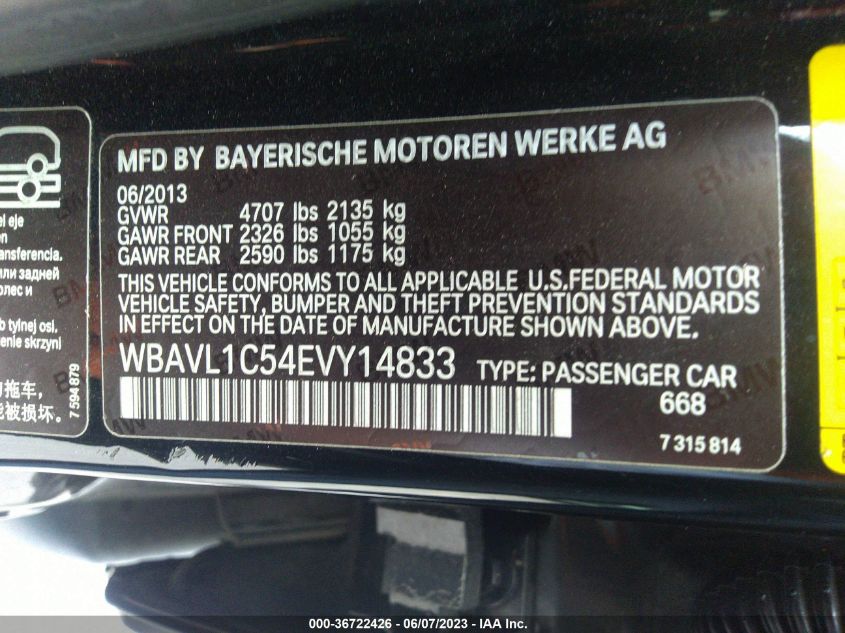 MFD BY BAYERISCHE MOTOREN WERKE AG
06/2013
GVWR 4707 lbs 2135 kg
GAWR FRONT 2326 lbs 1055 kg
GAWR REAR 2590 lbs 1175 kg
THIS VEHICLE CONFORMS TO ALL APPLICABLE U.S.FEDERAL MOTOR
VEHICLE SAFETY, BUMPER AND THEFT PREVENTION STANDARDS
IN EFFECT ON THE DATE OF MANUFACTURE SHOWN ABOVE.
WBAVL1C54EVY14833 TYPE: PASSENGER CAR
668
7 315 814
el eje
en
ansferencia.
или задней
олес и
b tylnej osi.
enie skrzyni
拖车,
能被损坏.
7 594 879
000-36722426 - 06/07/2023 - IAA Inc.